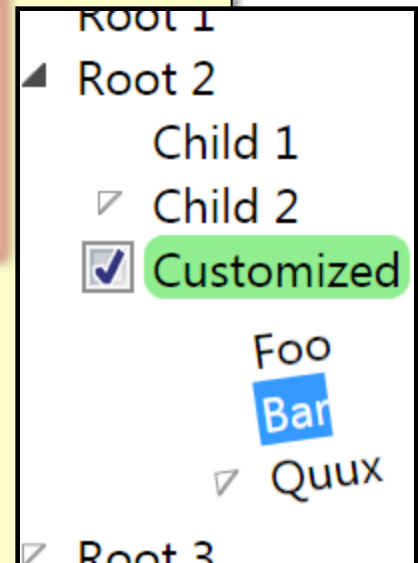 Root 1
Root 2
Child 1
Child 2
Customized
Foo
Bar
Quux
Root 3